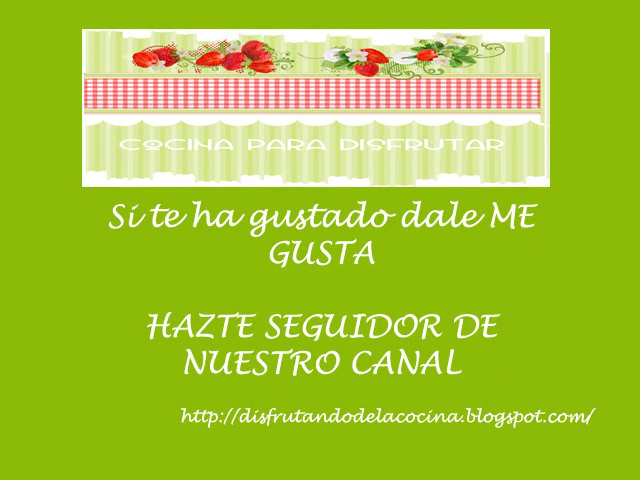 COCINA PARA DISFRUTAR
Si te ha gustado dale ME
GUSTA
HAZTE SEGUIDOR DE
NUESTRO CANAL
http://disfrutandodelacocina.blogspot.com/